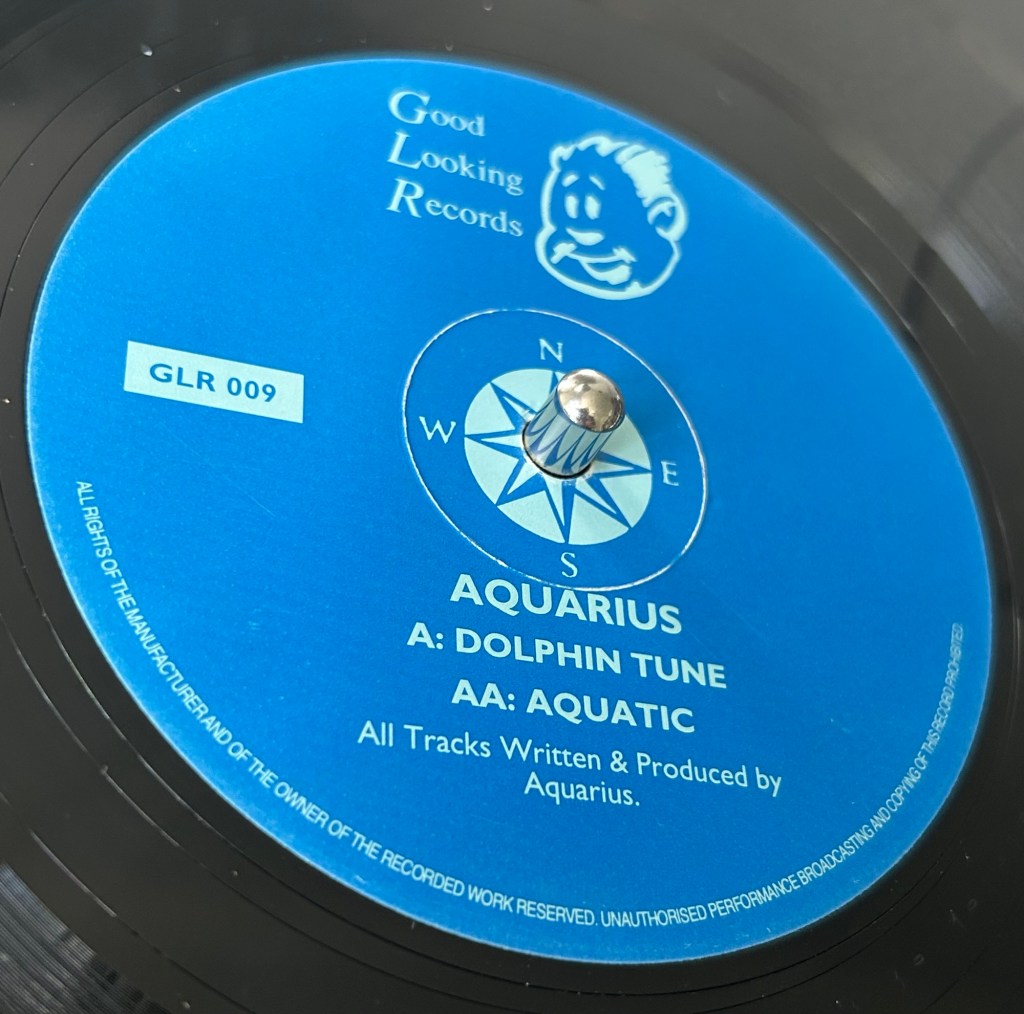 Good
Looking
Records
GLR 009
N
W
E
S
AQUARIUS
A: DOLPHIN TUNE
AA: AQUATIC
All Tracks Written & Produced by
Aquarius.
ALL RIGHTS OF THE MANUFACTURER AND OF THE OWNER OF THE RECORDED WORK RESERVED. UNAUTHORISED PERFORMANCE BROADCASTING AND COPYING OF THIS RECORD PROHIBITED.